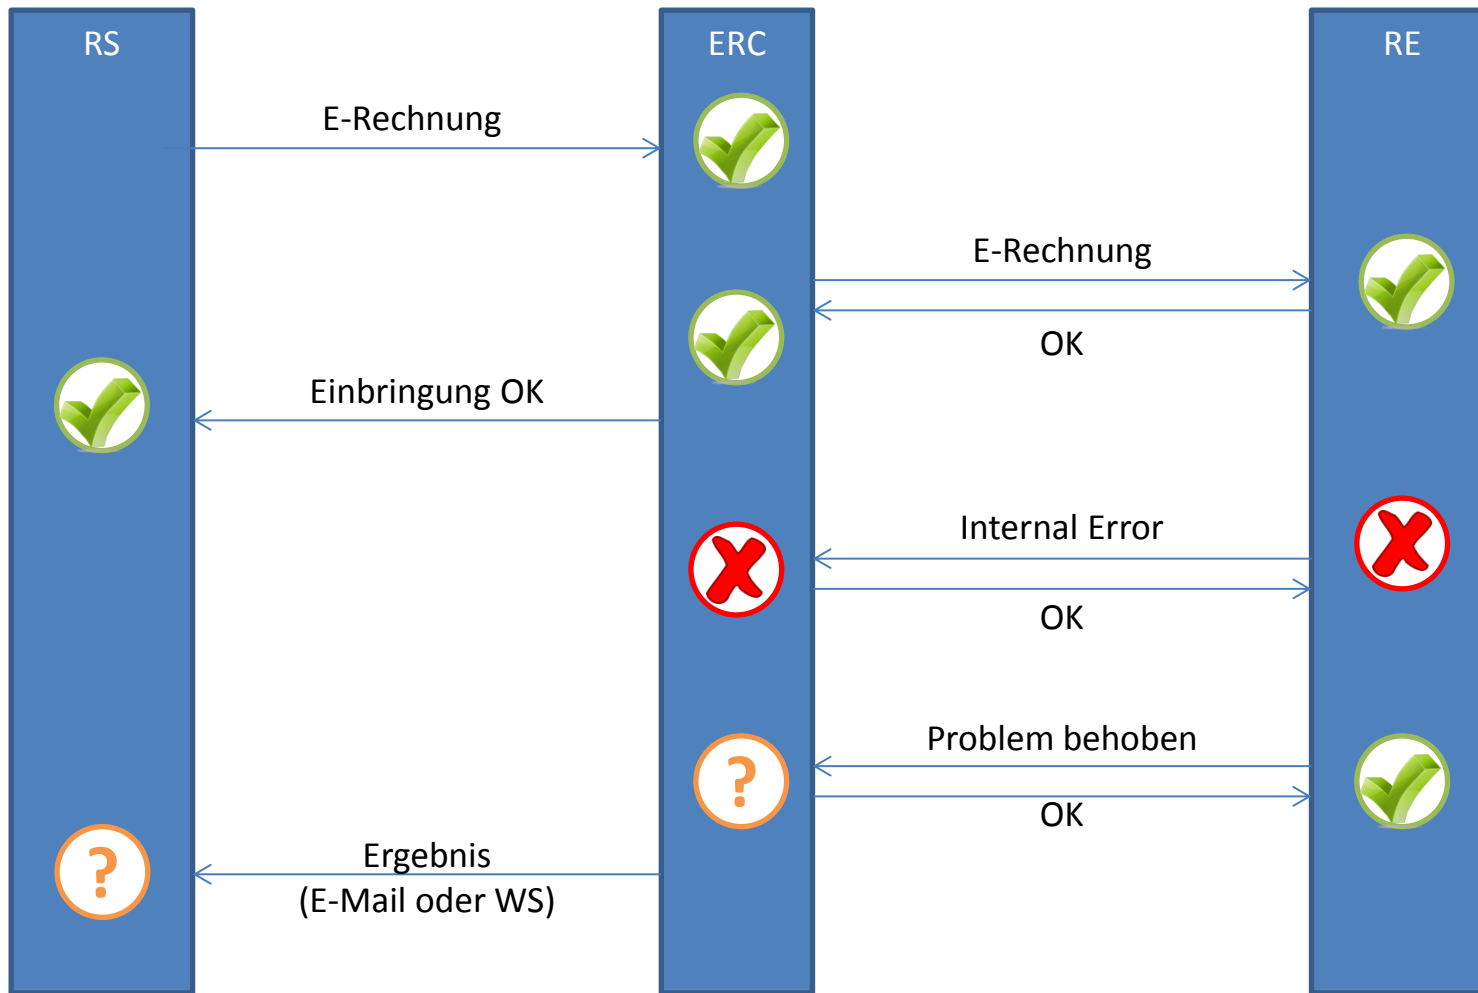 RS
ERC
RE
E-Rechnung
E-Rechnung
OK
Einbringung OK
Internal Error
OK
Problem behoben
?
OK
?
Ergebnis
(E-Mail oder WS)